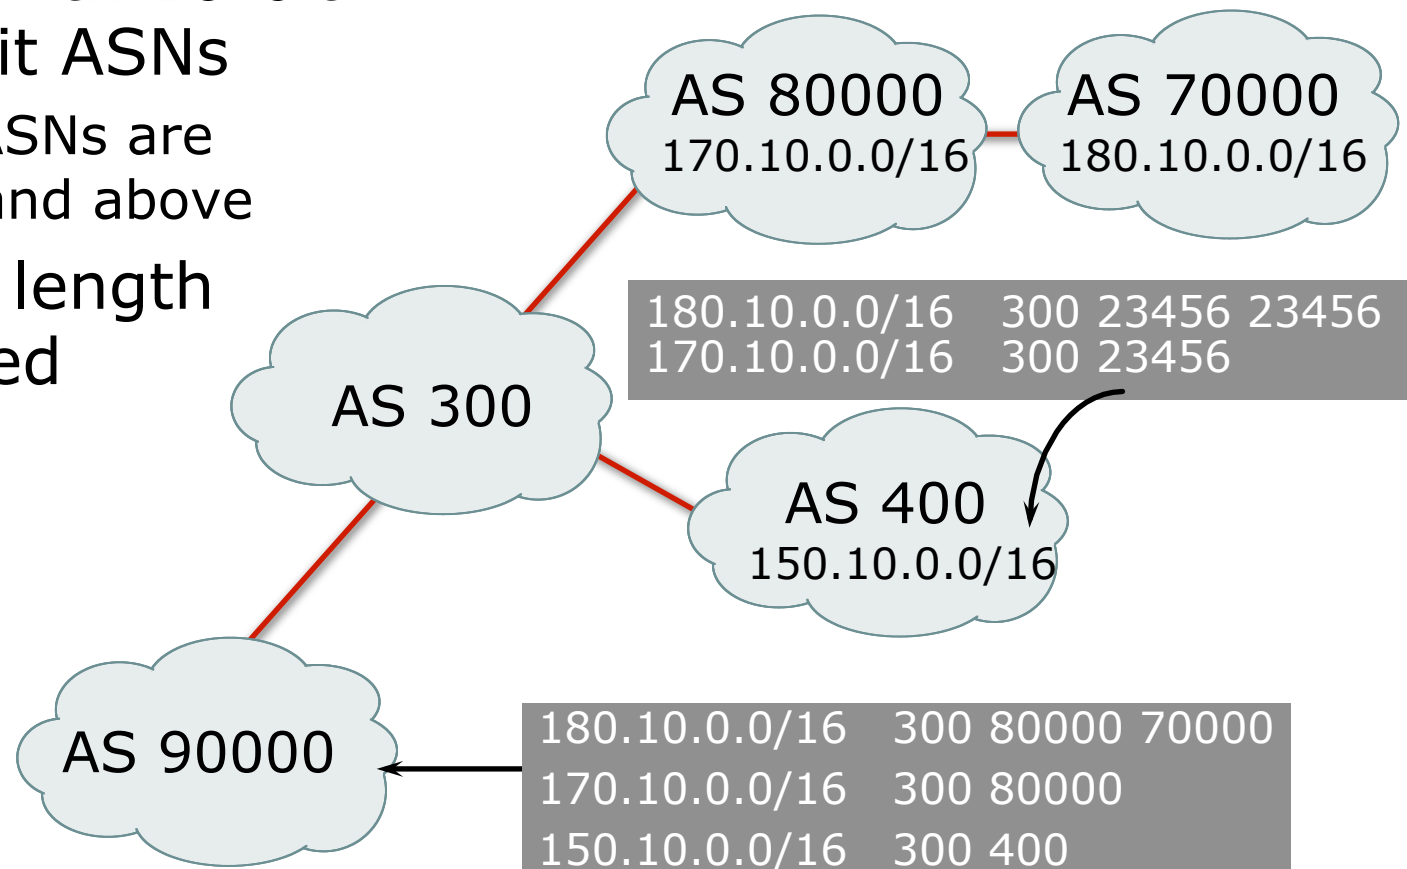 it ASNs
ASNs are
and above
length
ed
AS 80000
170.10.0.0/16
AS 70000
180.10.0.0/16
180.10.0.0/16 300 23456 23456
170.10.0.0/16 300 23456
AS 300
AS 400
150.10.0.0/16
AS 90000
180.10.0.0/16 300 80000 70000
170.10.0.0/16 300 80000
150.10.0.0/16 300 400